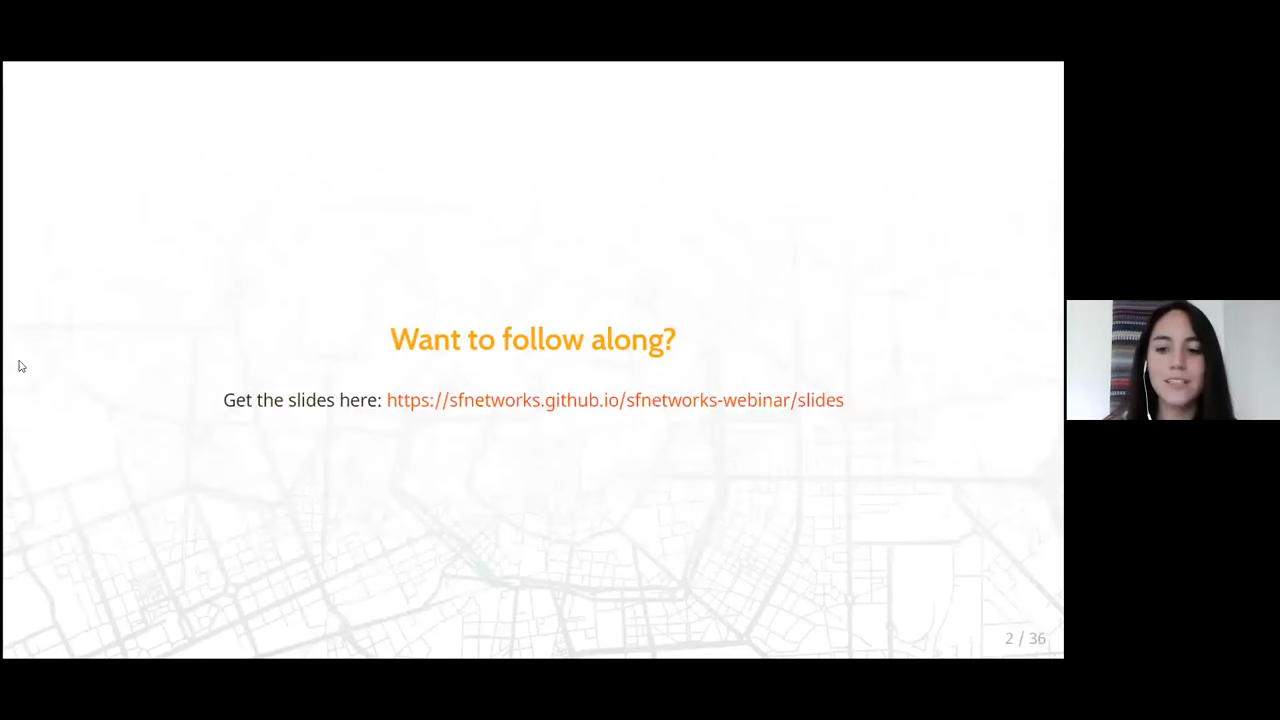 Want to follow along?
Get the slides here: https://sfnetworks.github.io/sfnetworks-webinar/slides
2 / 36